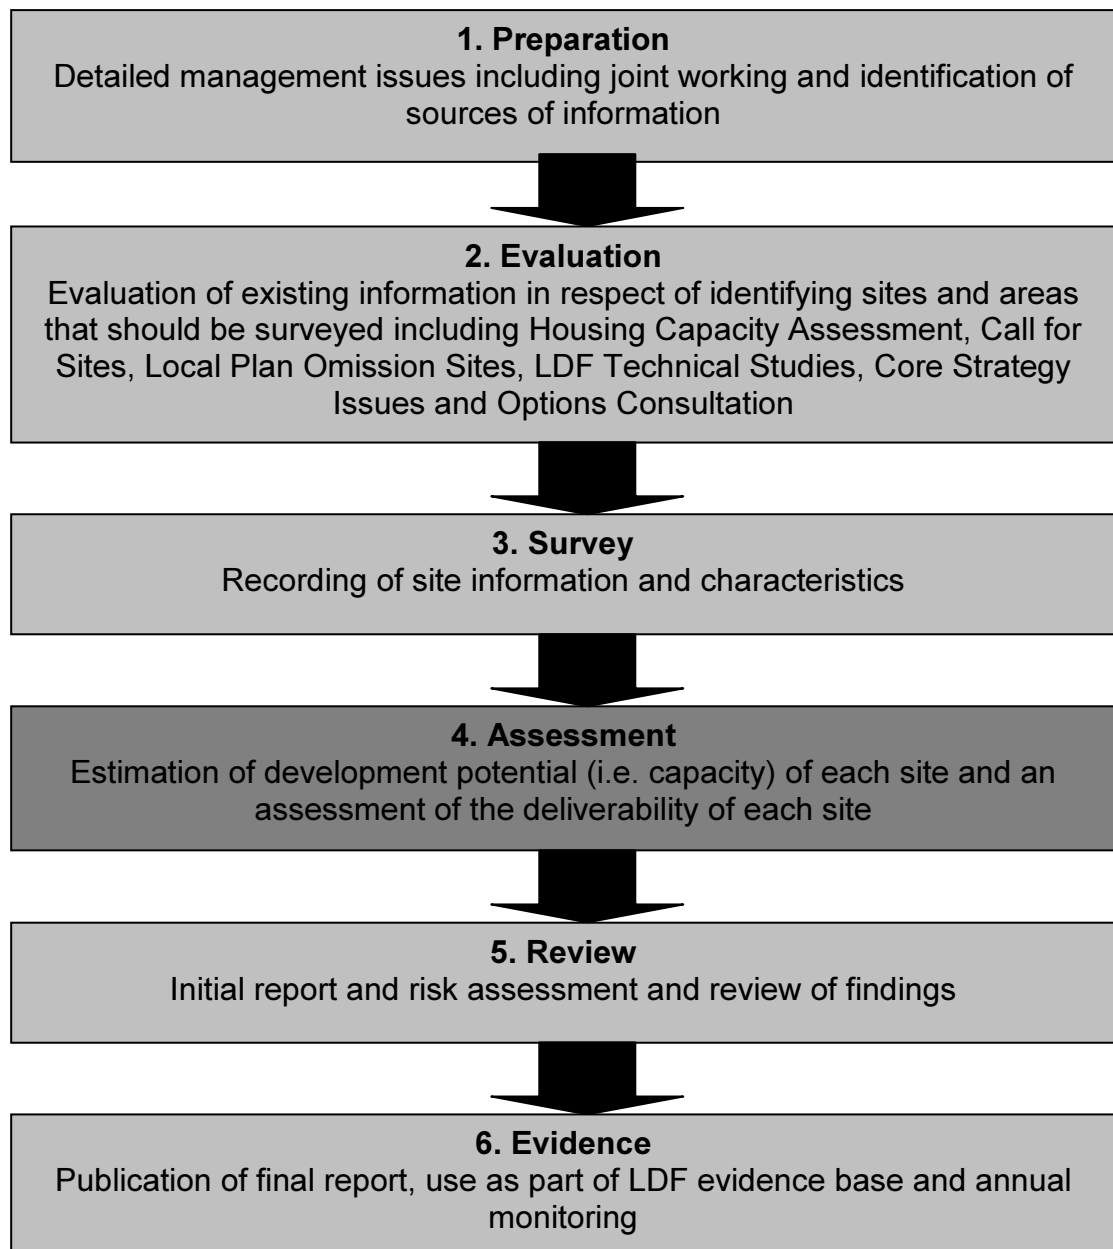 1. Preparation
Detailed management issues including joint working and identification of
sources of information
2. Evaluation
Evaluation of existing information in respect of identifying sites and areas
that should be surveyed including Housing Capacity Assessment, Call for
Sites, Local Plan Omission Sites, LDF Technical Studies, Core Strategy
Issues and Options Consultation
3. Survey
Recording of site information and characteristics
4. Assessment
Estimation of development potential (i.e. capacity) of each site and an
assessment of the deliverability of each site
5. Review
Initial report and risk assessment and review of findings
6. Evidence
Publication of final report, use as part of LDF evidence base and annual
monitoring